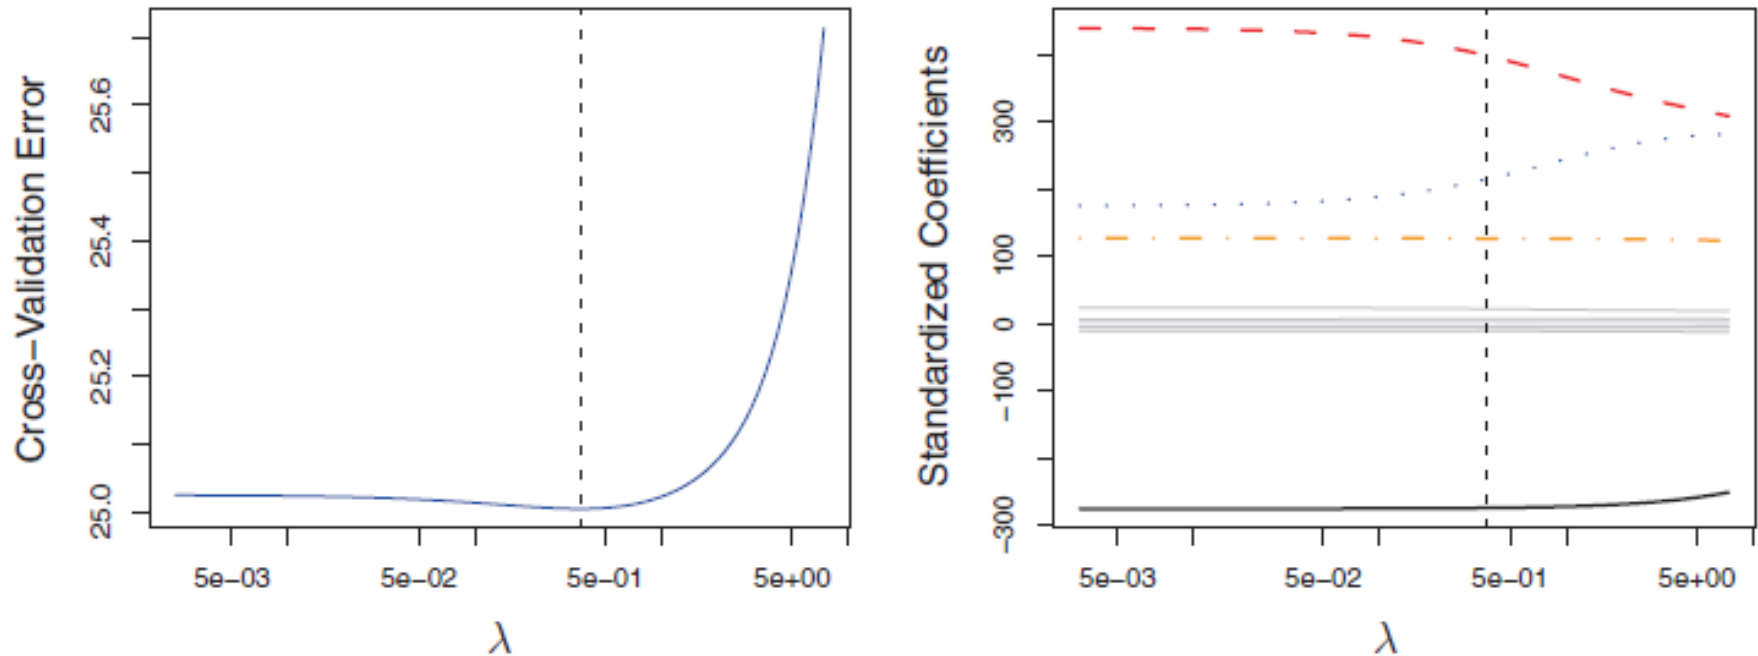 Cross−Validation Error
25.0 25.2 25.4 25.6
5e−03 5e−02 5e−01 5e+00
λ
Standardized Coefficients
−300 −100 0 100 300
5e−03 5e−02 5e−01 5e+00
λ